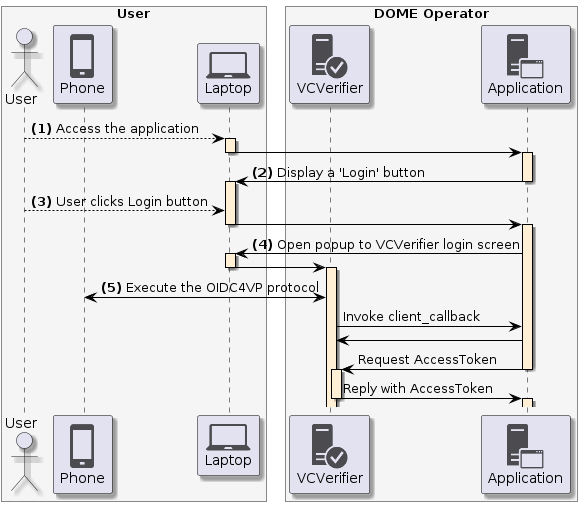 User
DOME Operator
User
Phone
Laptop
VCVerifier
Application
(1) Access the application
(2) Display a 'Login' button
(3) User clicks Login button
(4) Open popup to VCVerifier login screen
(5) Execute the OIDC4VP protocol
Invoke client_callback
Request AccessToken
Reply with AccessToken
User
Phone
Laptop
VCVerifier
Application